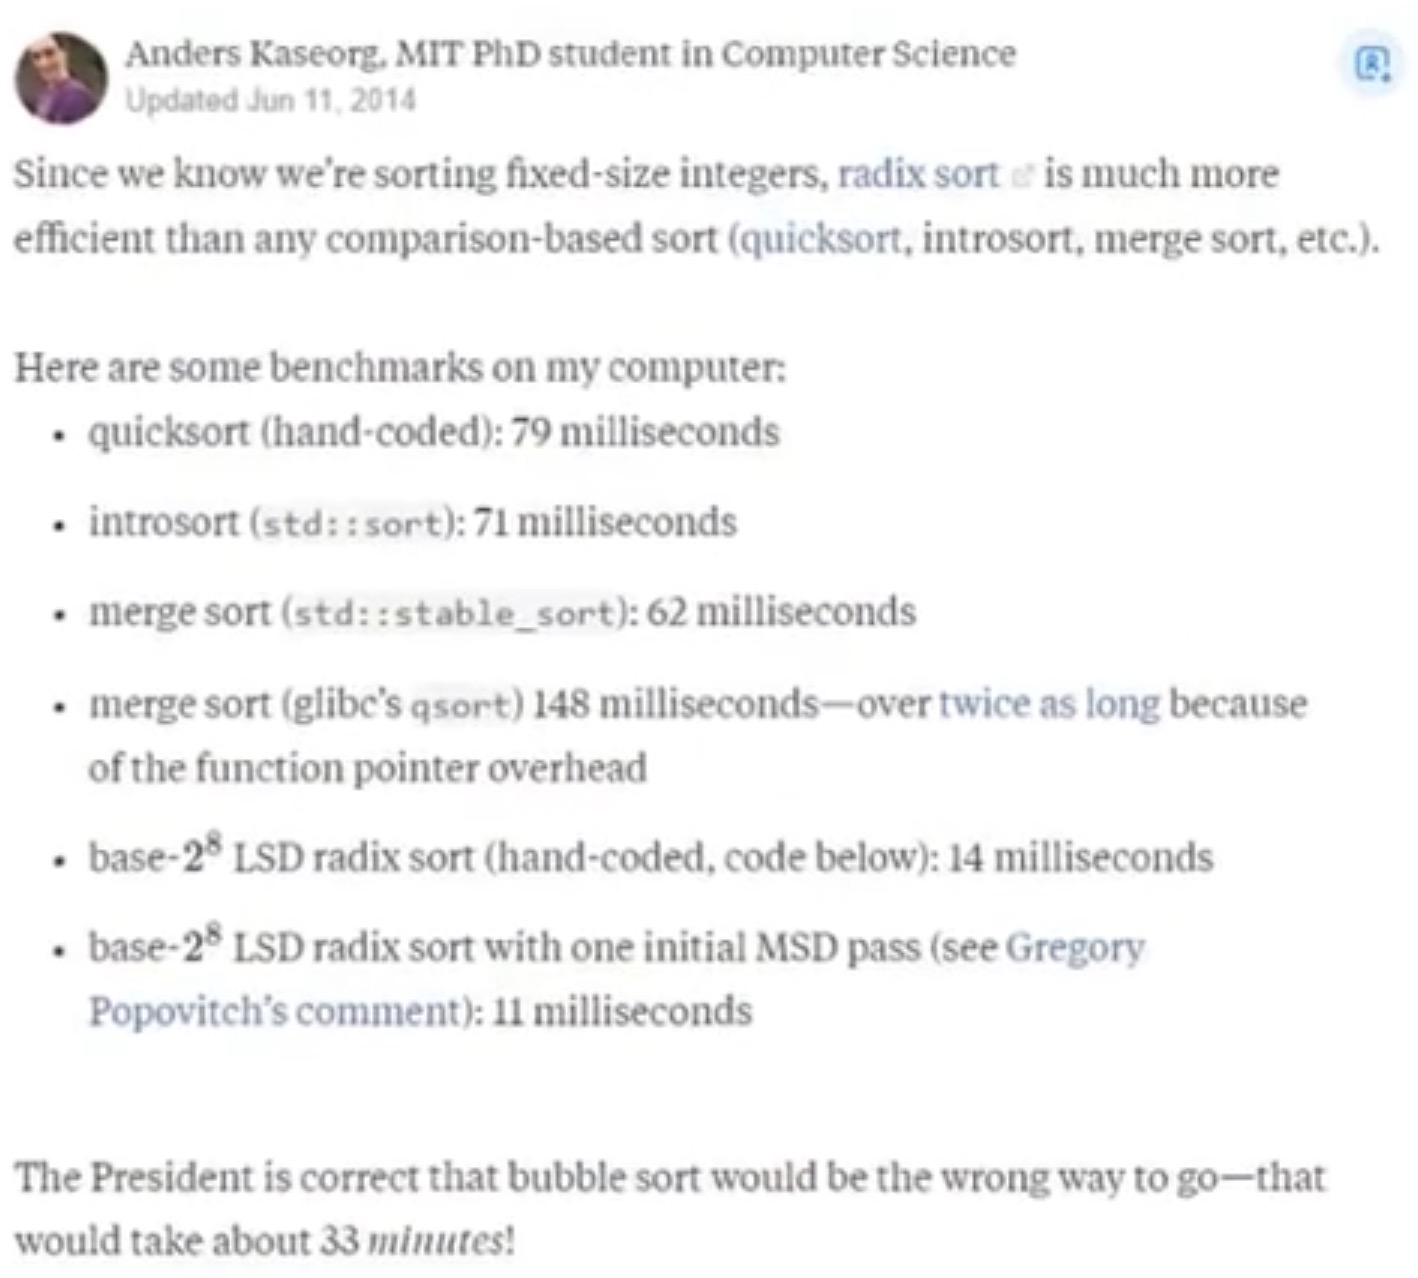 Anders Kaseorg, MIT PhD student in Computer Science
Updated Jun 11, 2014
Since we know we're sorting fixed-size integers, radix sort is much more
efficient than any comparison-based sort (quicksort, introsort, merge sort, etc.).
Here are some benchmarks on my computer:
• quicksort (hand-coded): 79 milliseconds
• introsort (std::sort): 71 milliseconds
• merge sort (std::stable_sort): 62 milliseconds
• merge sort (glibc's qsort) 148 milliseconds—over twice as long because
of the function pointer overhead
• base-2⁸ LSD radix sort (hand-coded, code below): 14 milliseconds
• base-2⁸ LSD radix sort with one initial MSD pass (see Gregory
Popovitch's comment): 11 milliseconds
The President is correct that bubble sort would be the wrong way to go—that
would take about 33 minutes!